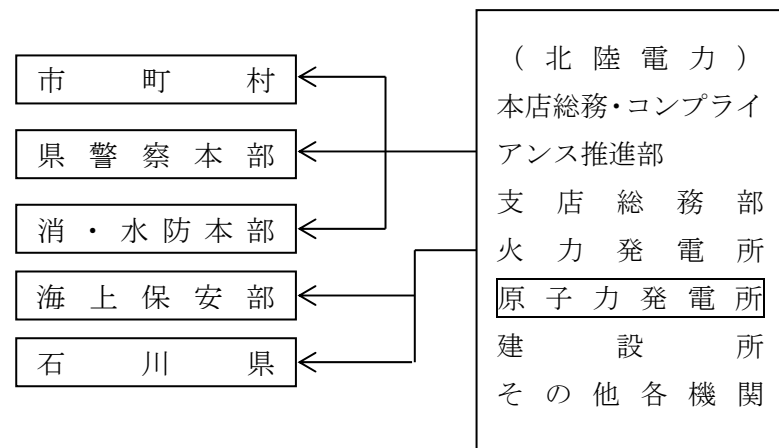 市町村
県警察本部
消・水防本部
海上保安部
石川県
（北陸電力）
本店総務・コンプライ
アンス推進部
支店総務部
火力発電所
原子力発電所
建設所
その他各機関